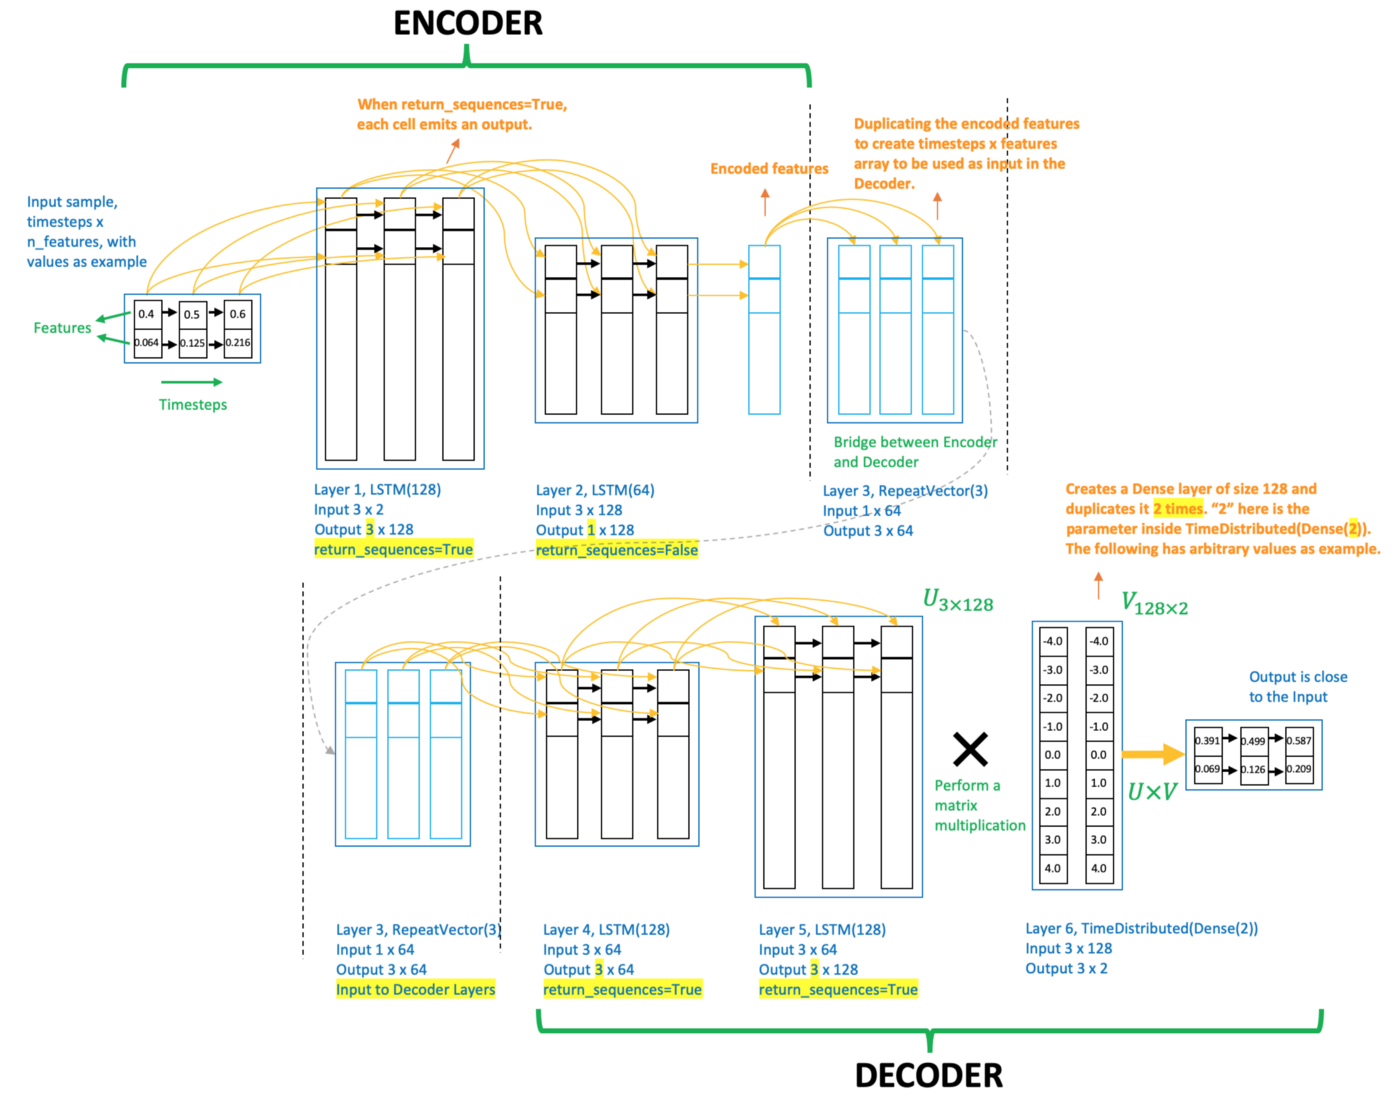 ENCODER
When return_sequences=True,
each cell emits an output.
Duplicating the encoded features
to create timesteps x features
array to be used as input in the
Decoder.
Encoded features
Input sample,
timesteps x
n_features, with
values as example
Features
0.4 0.5 0.6
0.064 0.125 0.216
Timesteps
Bridge between Encoder
and Decoder
Layer 1, LSTM(128)
Input 3 x 2
Output 3 x 128
return_sequences=True
Layer 2, LSTM(64)
Input 3 x 128
Output 1 x 128
return_sequences=False
Layer 3, RepeatVector(3)
Input 1 x 64
Output 3 x 64
Creates a Dense layer of size 128 and
duplicates it 2 times. “2” here is the
parameter inside TimeDistributed(Dense(2)).
The following has arbitrary values as example.
U3×128
V128×2
-4.0 -4.0
-3.0 -3.0
-2.0 -2.0
-1.0 -1.0
0.0 0.0
1.0 1.0
2.0 2.0
3.0 3.0
4.0 4.0
Perform a
matrix
multiplication
U×V
Output is close
to the Input
0.391 0.499 0.587
0.069 0.126 0.209
Layer 3, RepeatVector(3)
Input 1 x 64
Output 3 x 64
Input to Decoder Layers
Layer 4, LSTM(128)
Input 3 x 64
Output 3 x 64
return_sequences=True
Layer 5, LSTM(128)
Input 3 x 64
Output 3 x 128
return_sequences=True
Layer 6, TimeDistributed(Dense(2))
Input 3 x 128
Output 3 x 2
DECODER